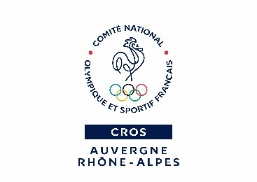 COMITÉ NATIONAL
OLYMPIQUE ET SPORTIF FRANÇAIS
CROS
AUVERGNE
RHÔNE-ALPES